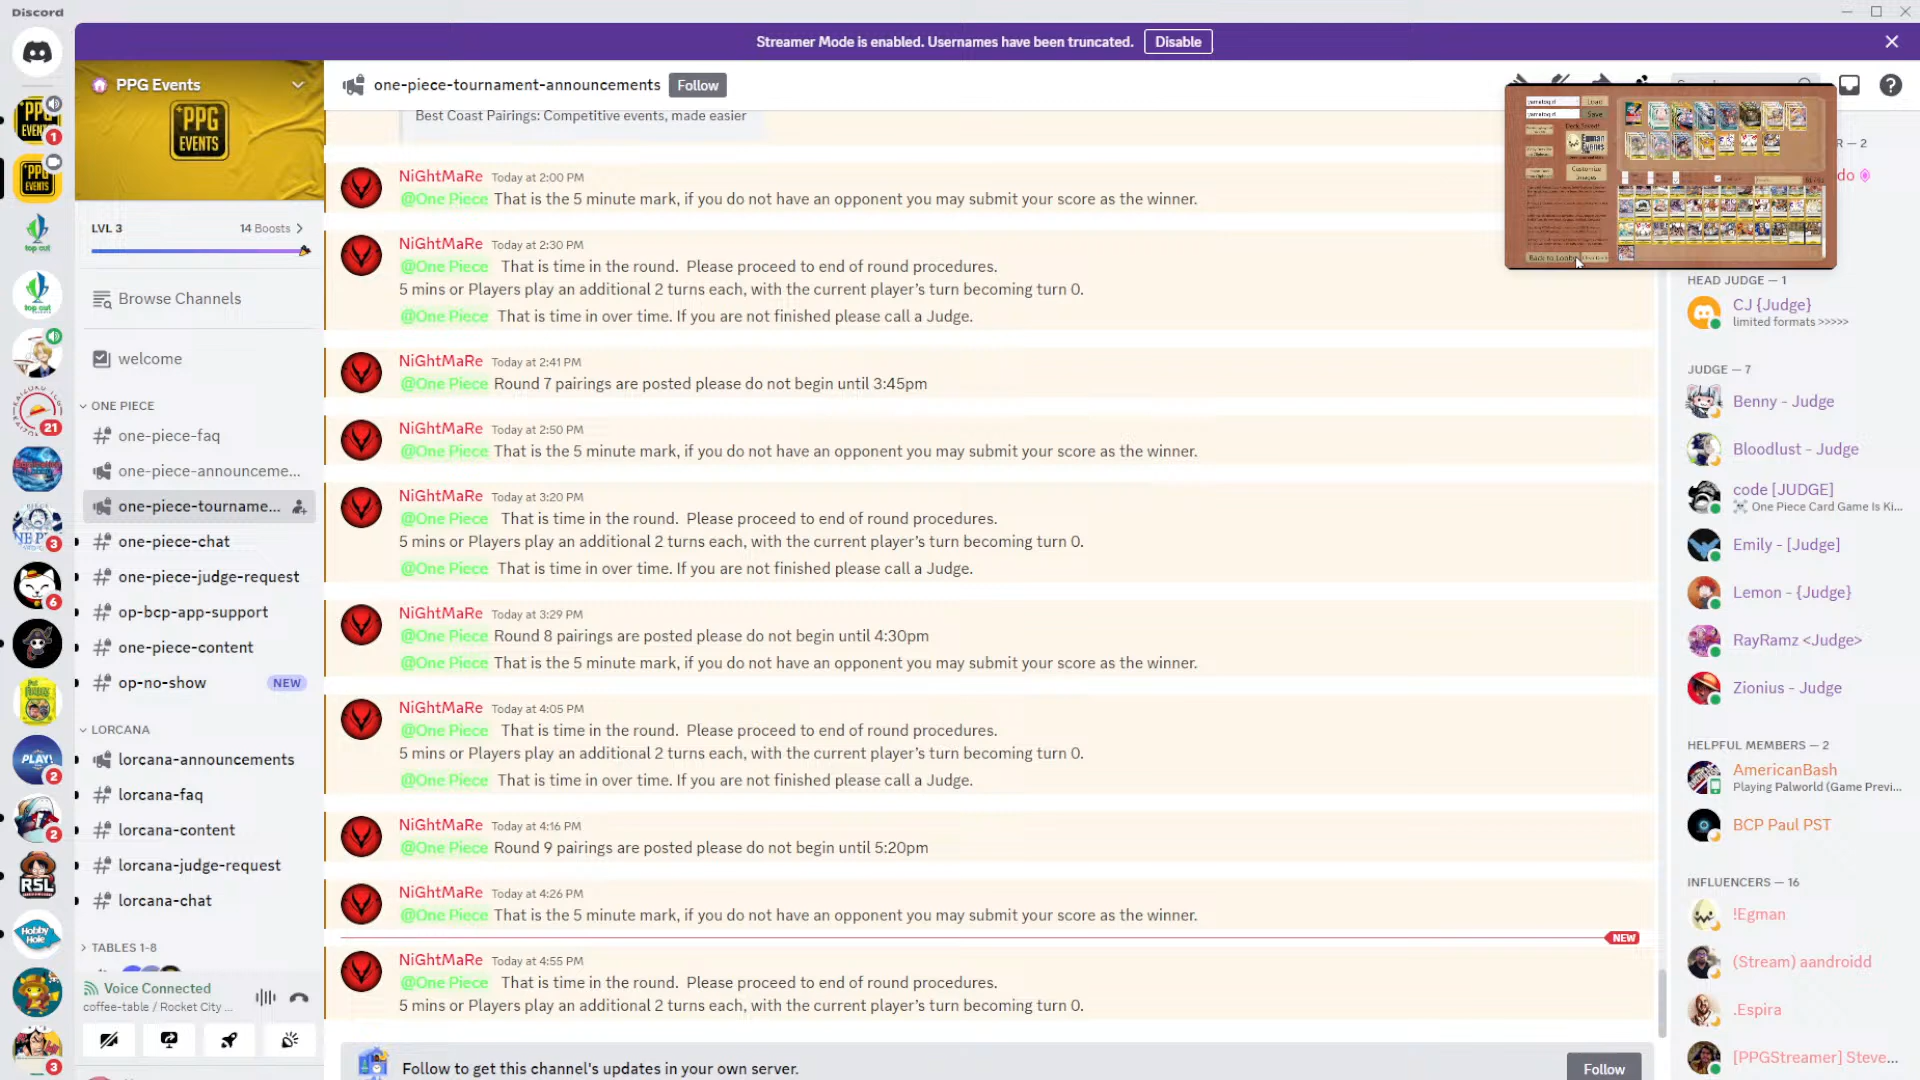 Discord
Streamer Mode is enabled. Usernames have been truncated.
Disable
PPG Events
PPG
EVENTS
LVL 3
14 Boosts
Browse Channels
welcome
ONE PIECE
one-piece-faq
one-piece-announceme...
one-piece-tourname...
one-piece-chat
one-piece-judge-request
op-bcp-app-support
one-piece-content
op-no-show
NEW
LORCANA
lorcana-announcements
lorcana-faq
lorcana-content
lorcana-judge-request
lorcana-chat
TABLES 1-8
Voice Connected
coffee-table / Rocket City ...
one-piece-tournament-announcements
Follow
Best Coast Pairings: Competitive events, made easier
NiGhtMaRe Today at 2:00 PM
@One Piece That is the 5 minute mark, if you do not have an opponent you may submit your score as the winner.
NiGhtMaRe Today at 2:30 PM
@One Piece That is time in the round. Please proceed to end of round procedures.
5 mins or Players play an additional 2 turns each, with the current player's turn becoming turn 0.
@One Piece That is time in over time. If you are not finished please call a Judge.
NiGhtMaRe Today at 2:41 PM
@One Piece Round 7 pairings are posted please do not begin until 3:45pm
NiGhtMaRe Today at 2:50 PM
@One Piece That is the 5 minute mark, if you do not have an opponent you may submit your score as the winner.
NiGhtMaRe Today at 3:20 PM
@One Piece That is time in the round. Please proceed to end of round procedures.
5 mins or Players play an additional 2 turns each, with the current player's turn becoming turn 0.
@One Piece That is time in over time. If you are not finished please call a Judge.
NiGhtMaRe Today at 3:29 PM
@One Piece Round 8 pairings are posted please do not begin until 4:30pm
@One Piece That is the 5 minute mark, if you do not have an opponent you may submit your score as the winner.
NiGhtMaRe Today at 4:05 PM
@One Piece That is time in the round. Please proceed to end of round procedures.
5 mins or Players play an additional 2 turns each, with the current player's turn becoming turn 0.
@One Piece That is time in over time. If you are not finished please call a Judge.
NiGhtMaRe Today at 4:16 PM
@One Piece Round 9 pairings are posted please do not begin until 5:20pm
NiGhtMaRe Today at 4:26 PM
@One Piece That is the 5 minute mark, if you do not have an opponent you may submit your score as the winner.
NEW
NiGhtMaRe Today at 4:55 PM
@One Piece That is time in the round. Please proceed to end of round procedures.
5 mins or Players play an additional 2 turns each, with the current player's turn becoming turn 0.
Follow to get this channel's updates in your own server.
Follow
Load
Save
Egman
Events
Customize
Back to Lobby
R — 2
do
HEAD JUDGE — 1
CJ {Judge}
limited formats >>>>>
JUDGE — 7
Benny - Judge
Bloodlust - Judge
code [JUDGE]
One Piece Card Game Is Ki...
Emily - [Judge]
Lemon - {Judge}
RayRamz <Judge>
Zionius - Judge
HELPFUL MEMBERS — 2
AmericanBash
Playing Palworld (Game Previ...
BCP Paul PST
INFLUENCERS — 16
!Egman
(Stream) aandroidd
.Espira
[PPGStreamer] Steve...
1
top cut
top cut
21
3
6
PLAY!
2
2
RSL
Hobby
Hole
3